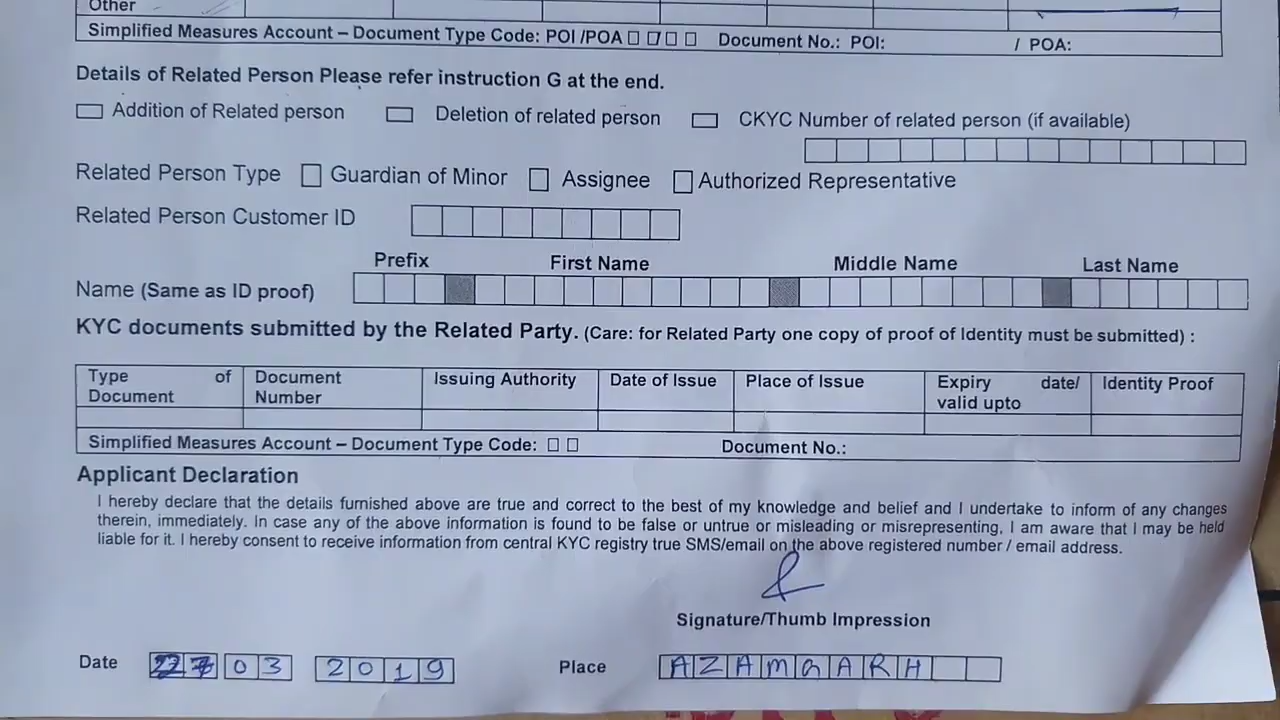 Other
Simplified Measures Account – Document Type Code: POI /POA □ □/□ □ Document No.: POI: / POA:
Details of Related Person Please refer instruction G at the end.
Addition of Related person Deletion of related person CKYC Number of related person (if available)
Related Person Type Guardian of Minor Assignee Authorized Representative
Related Person Customer ID
Prefix First Name Middle Name Last Name
Name (Same as ID proof)
KYC documents submitted by the Related Party. (Care: for Related Party one copy of proof of Identity must be submitted) :
Type of Document Document Number Issuing Authority Date of Issue Place of Issue Expiry date/ valid upto Identity Proof
Simplified Measures Account – Document Type Code: □ □ Document No.:
Applicant Declaration
I hereby declare that the details furnished above are true and correct to the best of my knowledge and belief and I undertake to inform of any changes
therein, immediately. In case any of the above information is found to be false or untrue or misleading or misrepresenting, I am aware that I may be held
liable for it. I hereby consent to receive information from central KYC registry true SMS/email on the above registered number / email address.
Signature/Thumb Impression
Date 03 2019 Place AZAMGARH